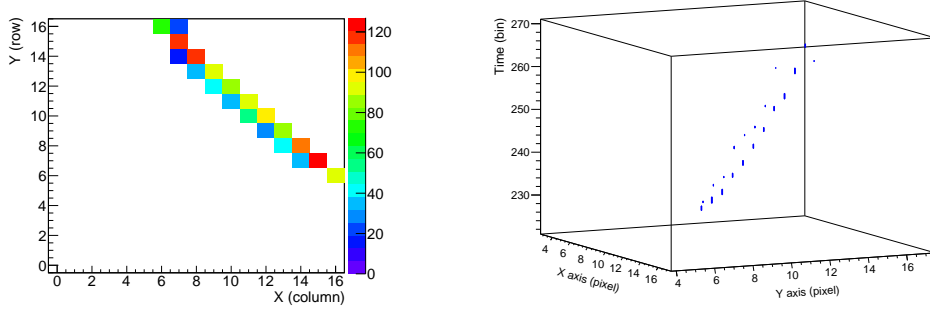 Y (row)
16
14
12
10
8
6
4
2
0
0 2 4 6 8 10 12 14 16
X (column)
120
100
80
60
40
20
0
Time (bin)
270
260
250
240
230
4 6 8 10 12 14 16
X axis (pixel)
4 6 8 10 12 14 16
Y axis (pixel)